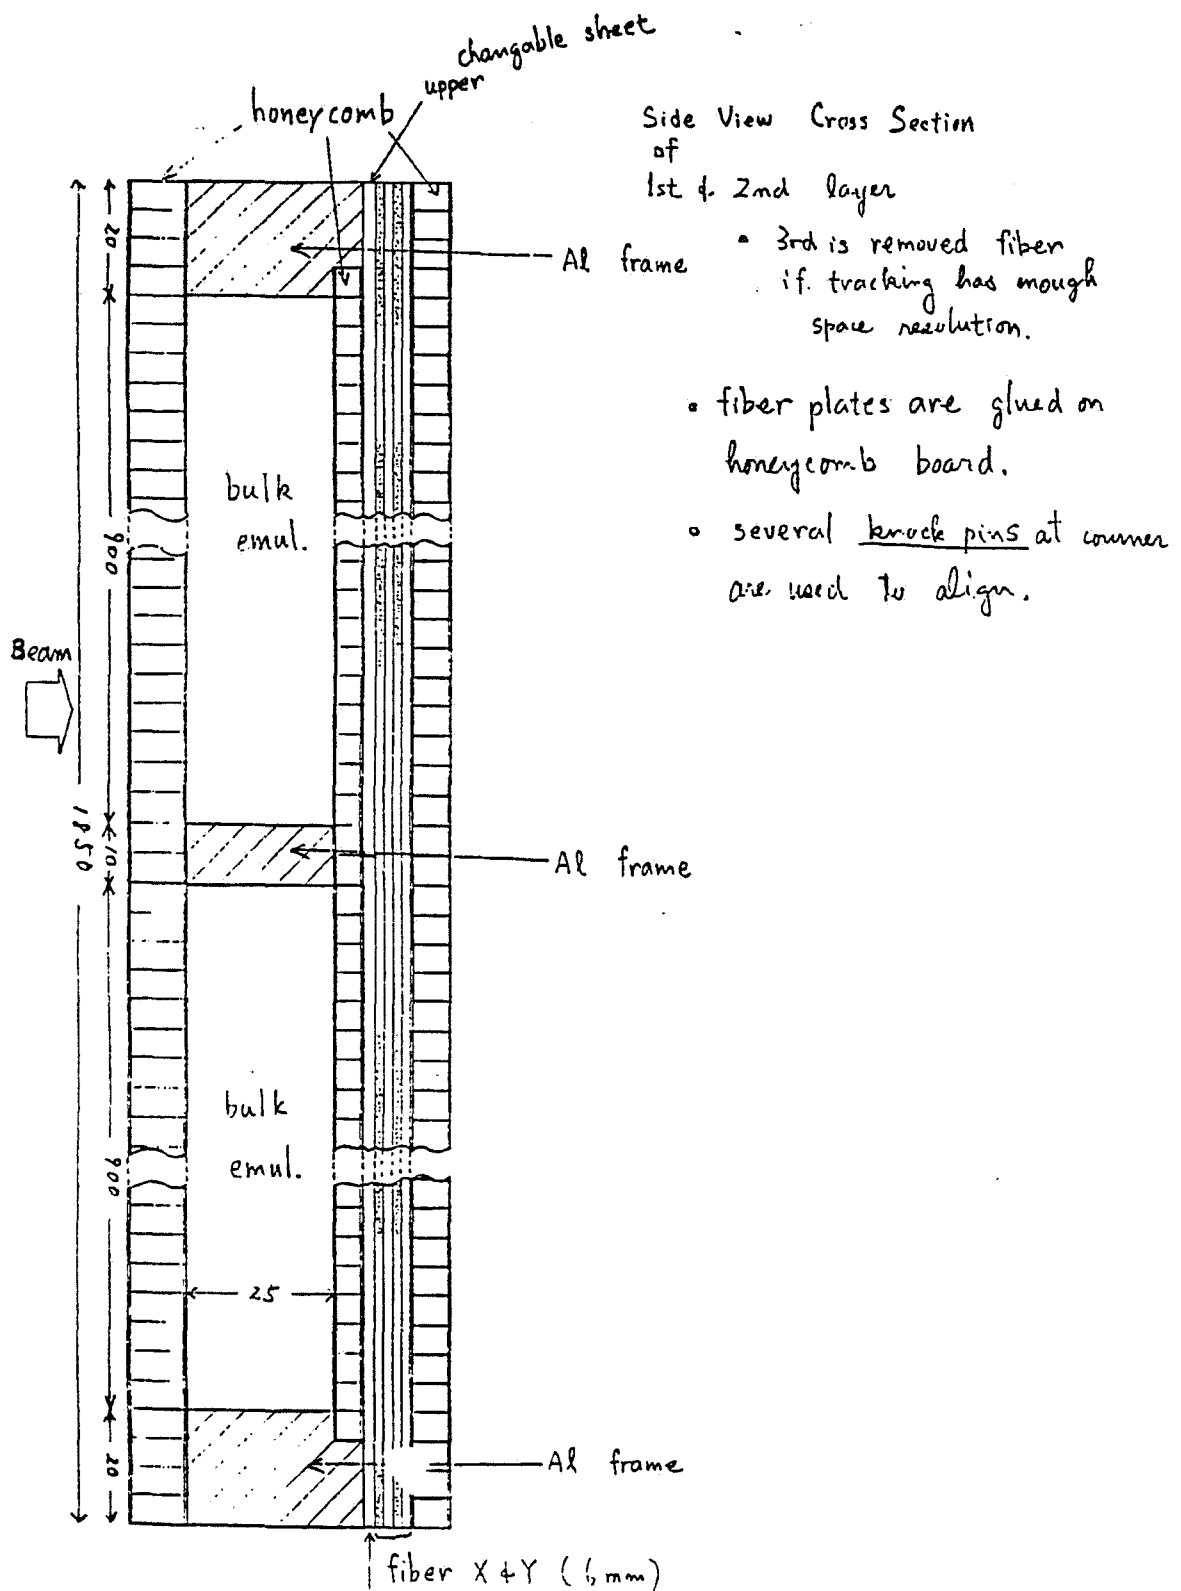 changable sheet
upper
honeycomb
Side View Cross Section
of
1st & 2nd layer
• 3rd is removed fiber
if tracking has enough
space resolution.
20
Al frame
• fiber plates are glued on
honeycomb board.
bulk
emul.
900
• several knock pins at counner
are used to align.
Beam
1850
10
Al frame
bulk
emul.
900
25
20
Al frame
fiber X & Y (6mm)